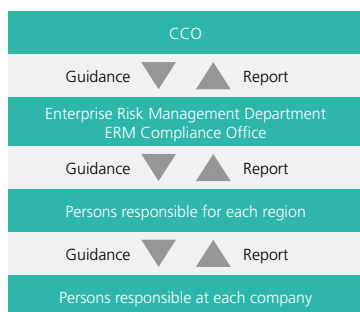 CCO
Guidance Report
Enterprise Risk Management Department
ERM Compliance Office
Guidance Report
Persons responsible for each region
Guidance Report
Persons responsible at each company